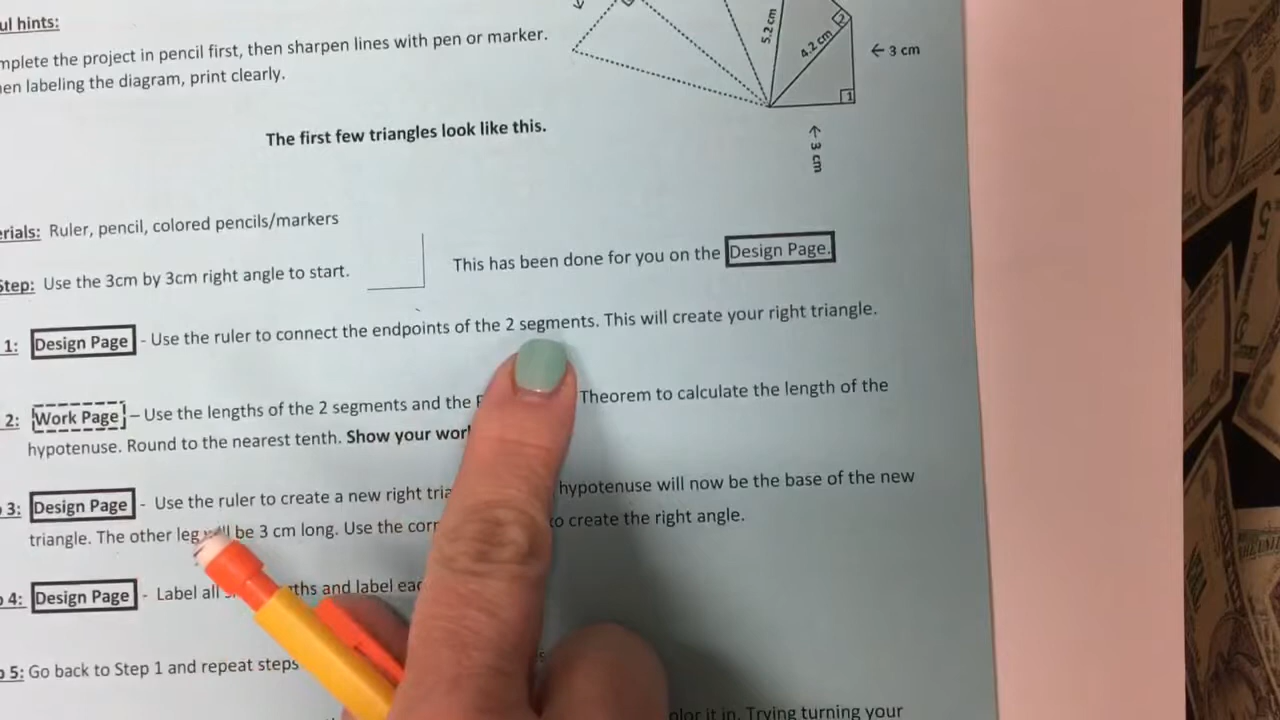 ul hints:
mplete the project in pencil first, then sharpen lines with pen or marker.
en labeling the diagram, print clearly.
5.2 cm
4.2 cm
2
← 3 cm
1
← 3 cm
The first few triangles look like this.
erials: Ruler, pencil, colored pencils/markers
Step: Use the 3cm by 3cm right angle to start.
This has been done for you on the Design Page.
1: Design Page - Use the ruler to connect the endpoints of the 2 segments. This will create your right triangle.
2: Work Page – Use the lengths of the 2 segments and the Theorem to calculate the length of the
hypotenuse. Round to the nearest tenth. Show your wor
3: Design Page - Use the ruler to create a new right tria hypotenuse will now be the base of the new
triangle. The other leg will be 3 cm long. Use the cor to create the right angle.
4: Design Page - Label all ths and label eac
5: Go back to Step 1 and repeat steps
olor it in. Trying turning your